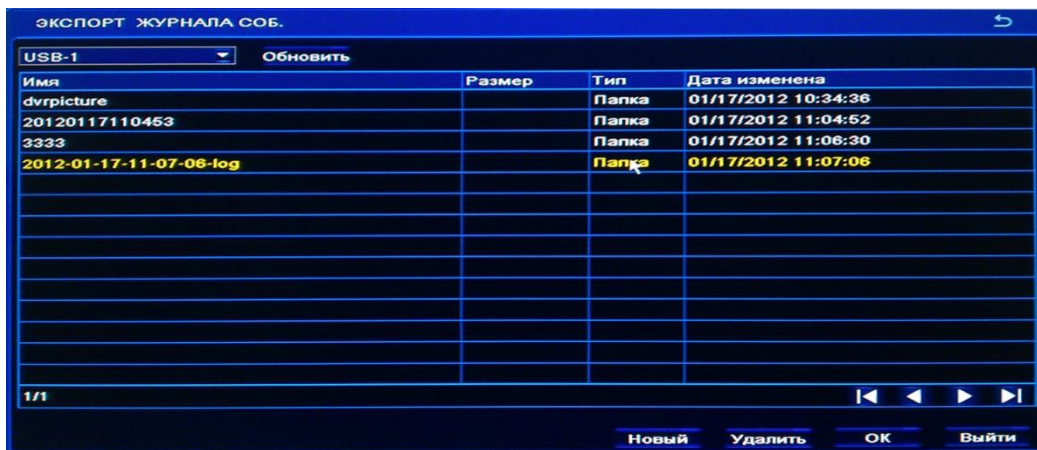 ЭКСПОРТ ЖУРНАЛА СОБ.
USB-1 Обновить
Имя Размер Тип Дата изменена
dvrpicture Папка 01/17/2012 10:34:36
20120117110453 Папка 01/17/2012 11:04:52
3333 Папка 01/17/2012 11:06:30
2012-01-17-11-07-06-log Папка 01/17/2012 11:07:06
1/1
Новый Удалить ОК Выйти